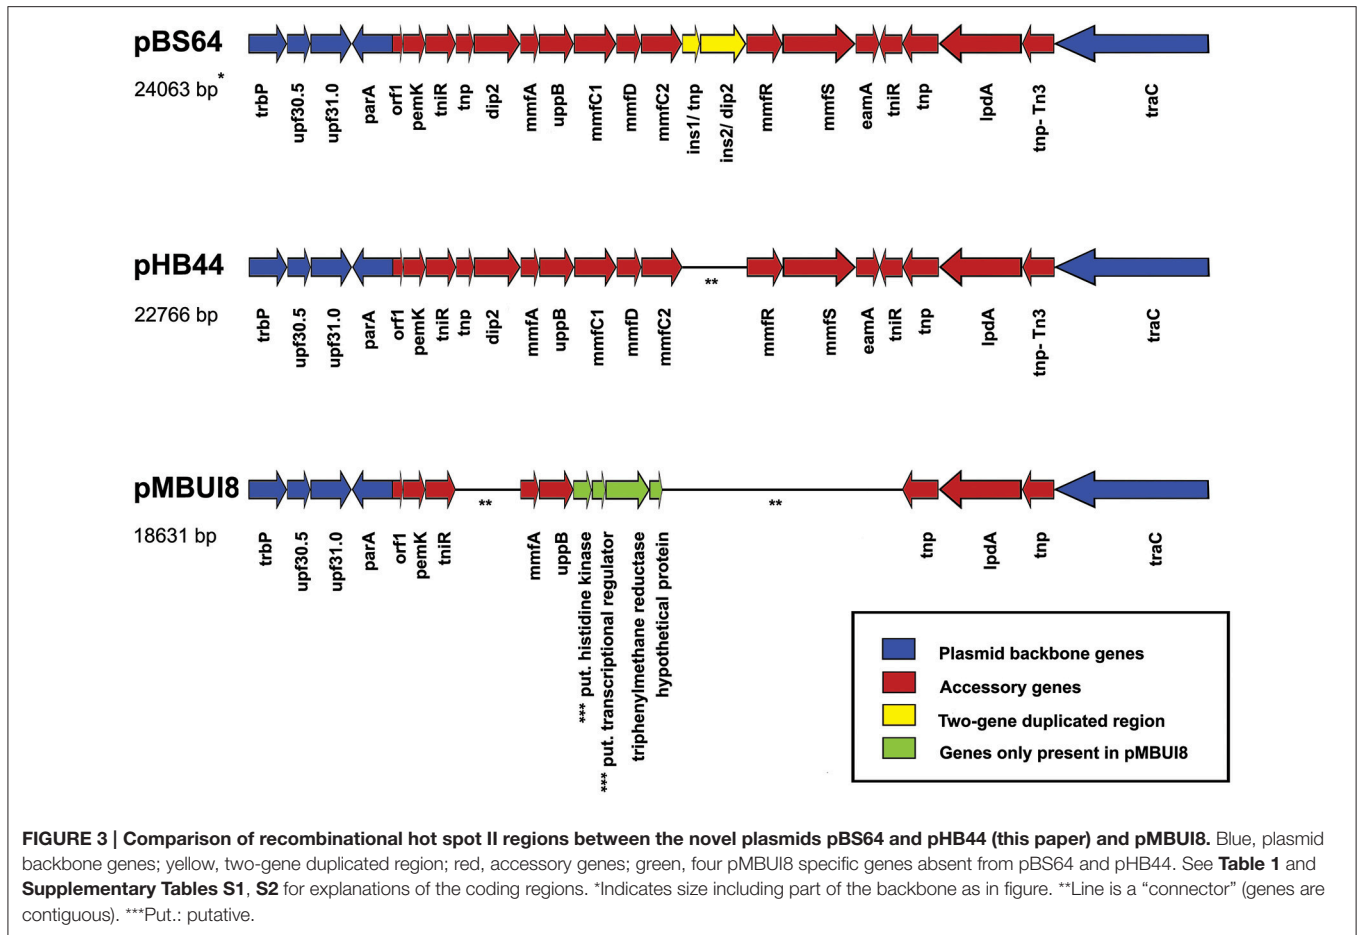 pBS64
24063 bp*
trbP
upf30.5
upf31.0
parA
orf1
pemK
tniR
tnp
dip2
mmfA
uppB
mmfC1
mmfD
mmfC2
ins1/ tnp
ins2/ dip2
mmfR
mmfS
eamA
tniR
tnp
lpdA
tnp- Tn3
traC
pHB44
22766 bp
**
trbP
upf30.5
upf31.0
parA
orf1
pemK
tniR
tnp
dip2
mmfA
uppB
mmfC1
mmfD
mmfC2
mmfR
mmfS
eamA
tniR
tnp
lpdA
tnp- Tn3
traC
pMBUI8
18631 bp
**
**
trbP
upf30.5
upf31.0
parA
orf1
pemK
tniR
mmfA
uppB
*** put. histidine kinase
*** put. transcriptional regulator
triphenylmethane reductase
hypothetical protein
tnp
lpdA
tnp
traC
Plasmid backbone genes
Accessory genes
Two-gene duplicated region
Genes only present in pMBUI8
FIGURE 3 | Comparison of recombinational hot spot II regions between the novel plasmids pBS64 and pHB44 (this paper) and pMBUI8. Blue, plasmid
backbone genes; yellow, two-gene duplicated region; red, accessory genes; green, four pMBUI8 specific genes absent from pBS64 and pHB44. See Table 1 and
Supplementary Tables S1, S2 for explanations of the coding regions. *Indicates size including part of the backbone as in figure. **Line is a “connector” (genes are
contiguous). ***Put.: putative.